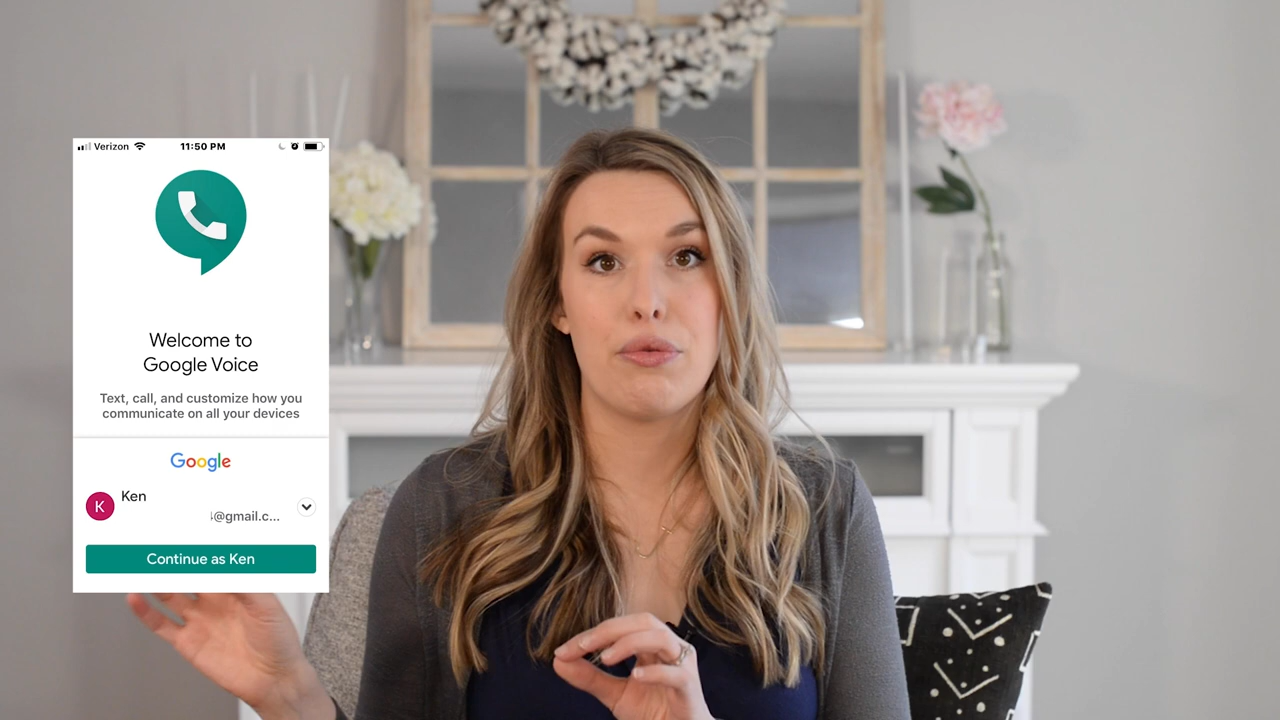 Verizon 11:50 PM
Welcome to
Google Voice
Text, call, and customize how you
communicate on all your devices
Google
K Ken
@gmail.c...
Continue as Ken